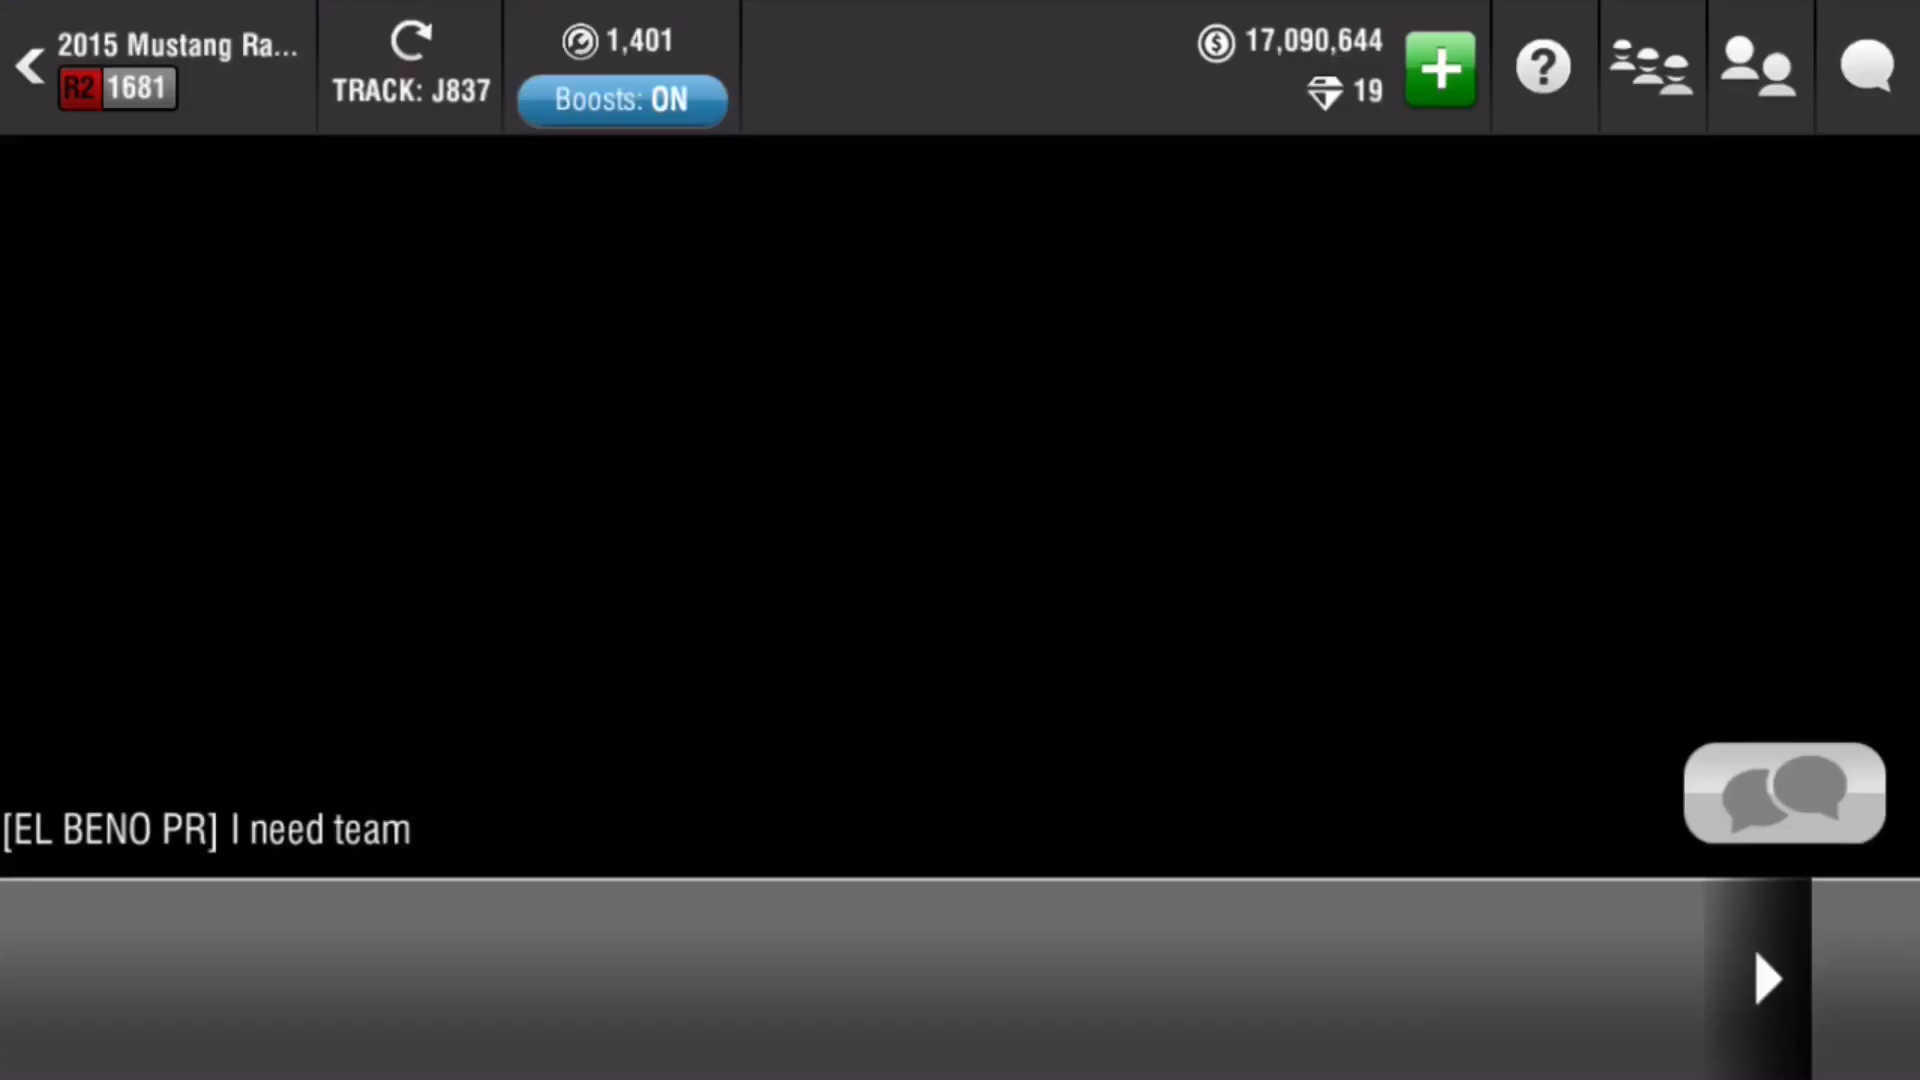 2015 Mustang Ra...
R2 1681
TRACK: J837
1,401
Boosts: ON
17,090,644
19
[EL BENO PR] I need team